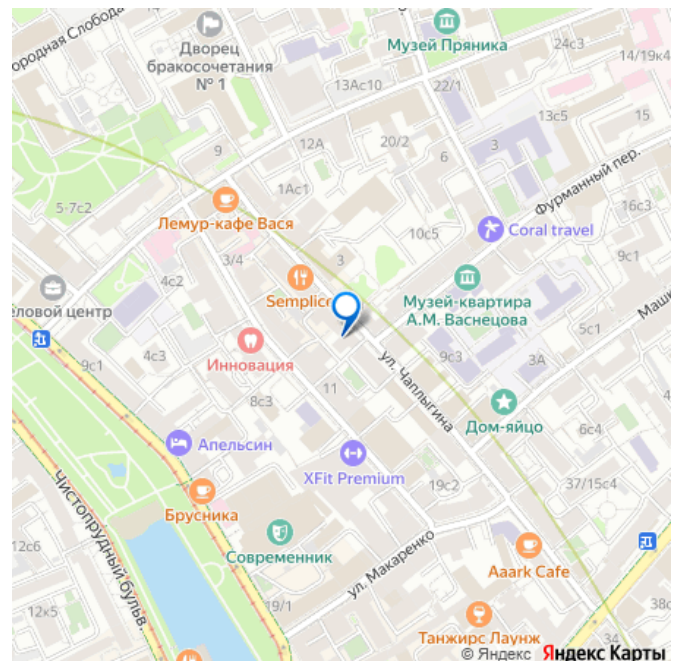 ородная Слобода
Дворец
бракосочетания
№ 1
Музей Пряника
24с3
14/19к4
13Ас10
22/1
13с5
15
12А
20/2
9
6
3
1Ас1
Фурманный пер.
16с3
5-7с2
Лемур-кафе Вася
10с5
Coral travel
9с1
3/4
3
4с2
еловой центр
Semplice
Музей-квартира
А.М. Васнецова
Машк
5с1
9с1
4с3
Инновация
ул. Чаплыгина
9с3
3А
11
8с3
Дом-яйцо
6с4
Апельсин
XFit Premium
19с2
37/15с4
Чистопрудный бульв.
Брусника
Современник
12с6
ул. Макаренко
Aaark Cafe
19/1
12к5
38с
Танжирс Лаунж
34
© Яндекс Яндекс Карты